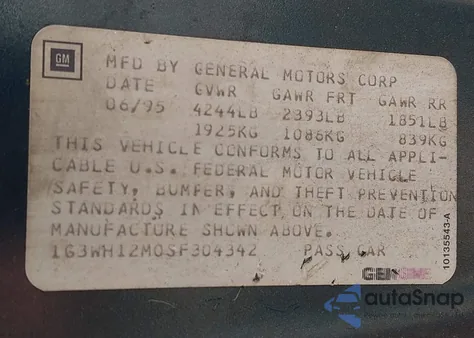 GM
MFD BY GENERAL MOTORS CORP
DATE GVWR GAWR FRT GAWR RR
06/95 4244LB 2393LB 1851LB
1925KG 1086KG 839KG
THIS VEHICLE CONFORMS TO ALL APPLI-
CABLE U.S. FEDERAL MOTOR VEHICLE
SAFETY, BUMPER, AND THEFT PREVENTION
STANDARDS IN EFFECT ON THE DATE OF
MANUFACTURE SHOWN ABOVE.
1G3WH12M0SF304342 PASS CAR
10135543-A
GENUINE
autoSnap